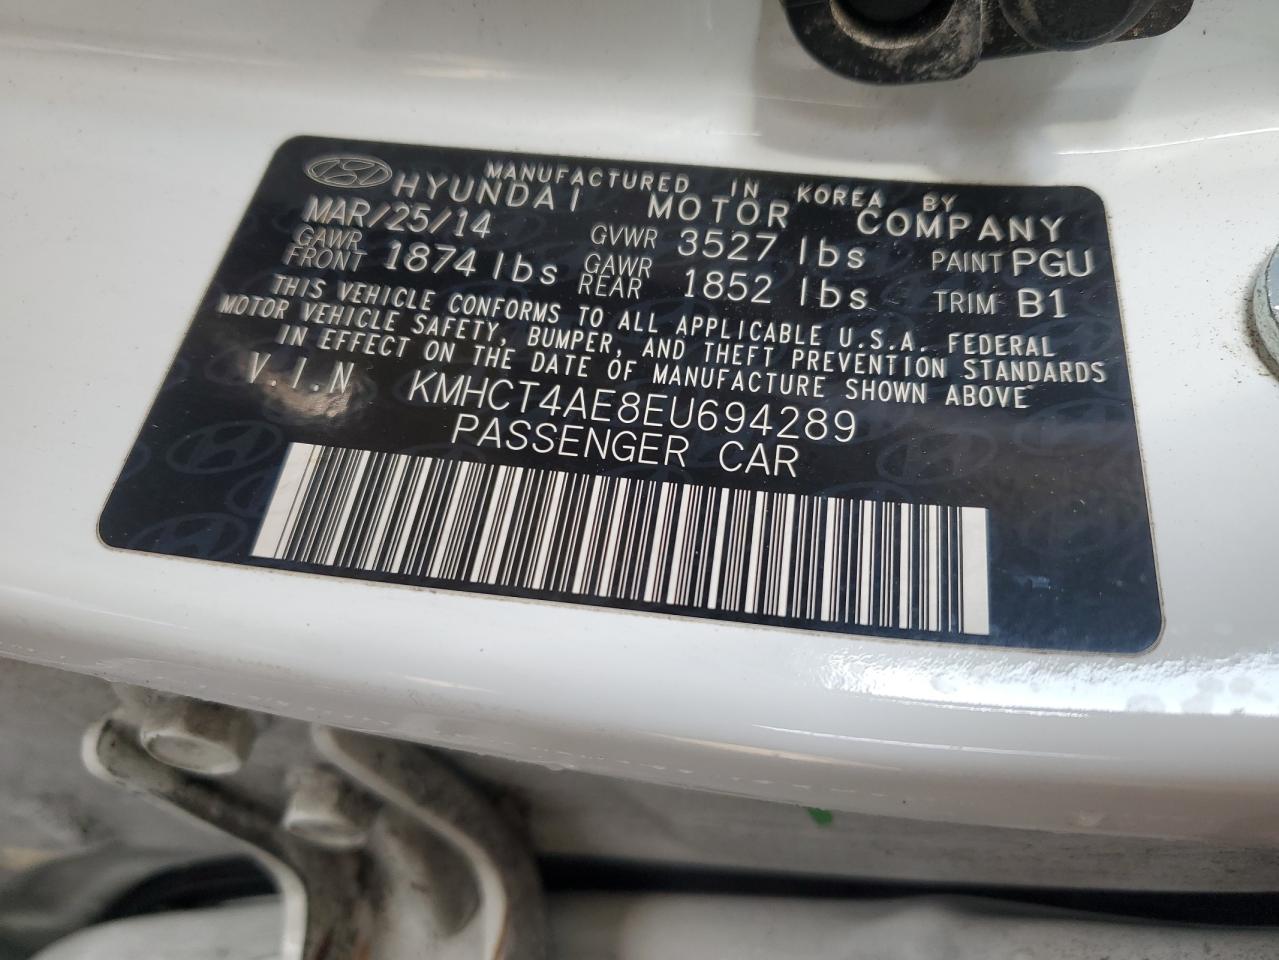 MANUFACTURED IN KOREA BY
HYUNDAI MOTOR COMPANY
MAR/25/14 GVWR 3527 lbs PAINT PGU
GAWR FRONT 1874 lbs GAWR REAR 1852 lbs TRIM B1
THIS VEHICLE CONFORMS TO ALL APPLICABLE U.S.A. FEDERAL
MOTOR VEHICLE SAFETY, BUMPER, AND THEFT PREVENTION STANDARDS
IN EFFECT ON THE DATE OF MANUFACTURE SHOWN ABOVE
V.I.N KMHCT4AE8EU694289
PASSENGER CAR